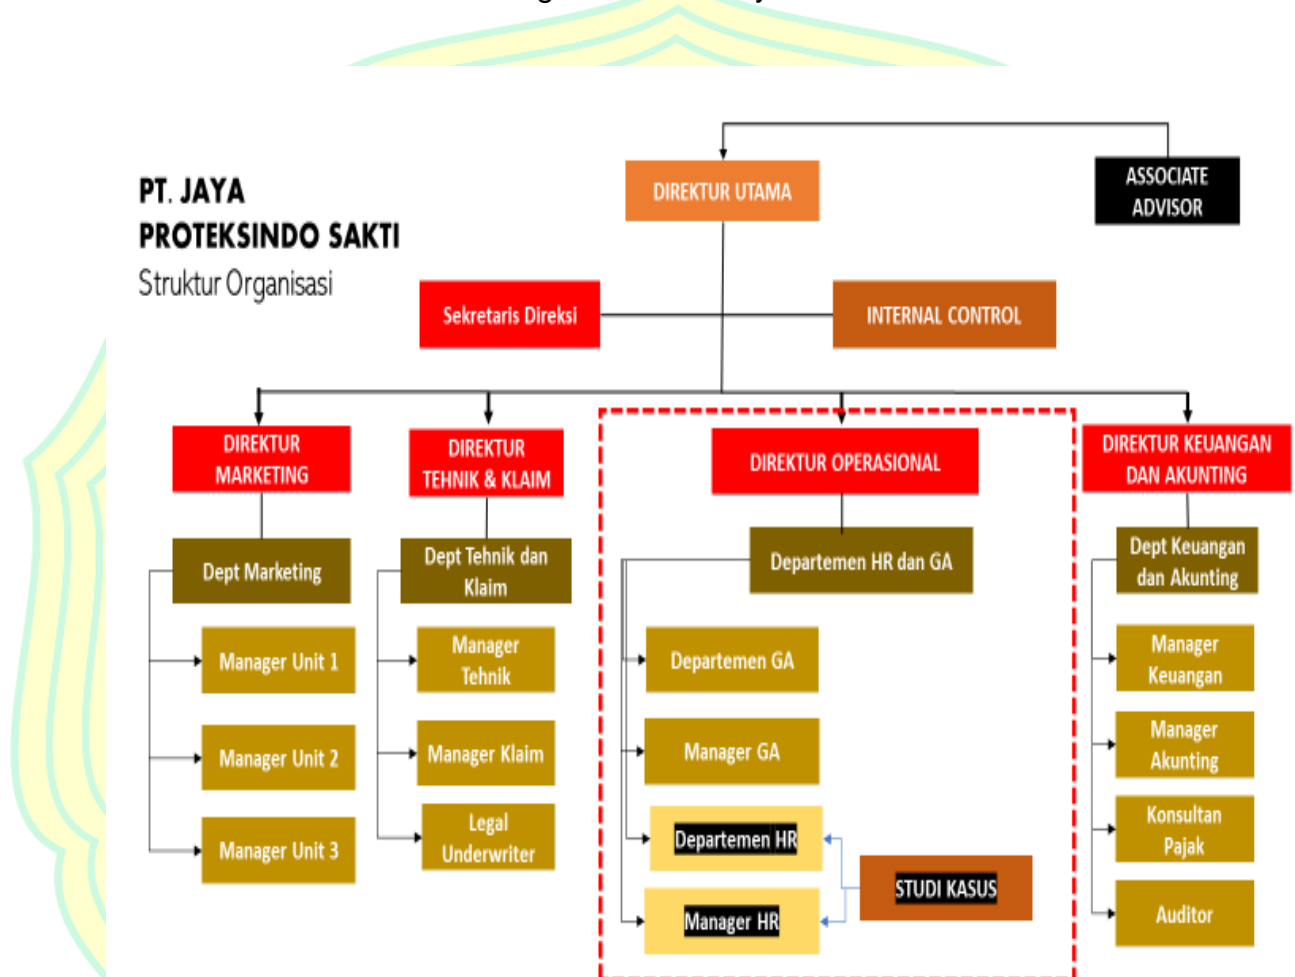 PT. JAYA
PROTEKSINDO SAKTI
Struktur Organisasi
DIREKTUR UTAMA
ASSOCIATE
ADVISOR
Sekretaris Direksi
INTERNAL CONTROL
DIREKTUR
MARKETING
DIREKTUR
TEHNIK & KLAIM
DIREKTUR OPERASIONAL
DIREKTUR KEUANGAN
DAN AKUNTING
Dept Marketing
Dept Tehnik dan
Klaim
Departemen HR dan GA
Dept Keuangan
dan Akunting
Manager Unit 1
Manager
Tehnik
Departemen GA
Manager
Keuangan
Manager Unit 2
Manager Klaim
Manager GA
Manager
Akunting
Manager Unit 3
Legal
Underwriter
Departemen HR
Konsultan
Pajak
STUDI KASUS
Manager HR
Auditor